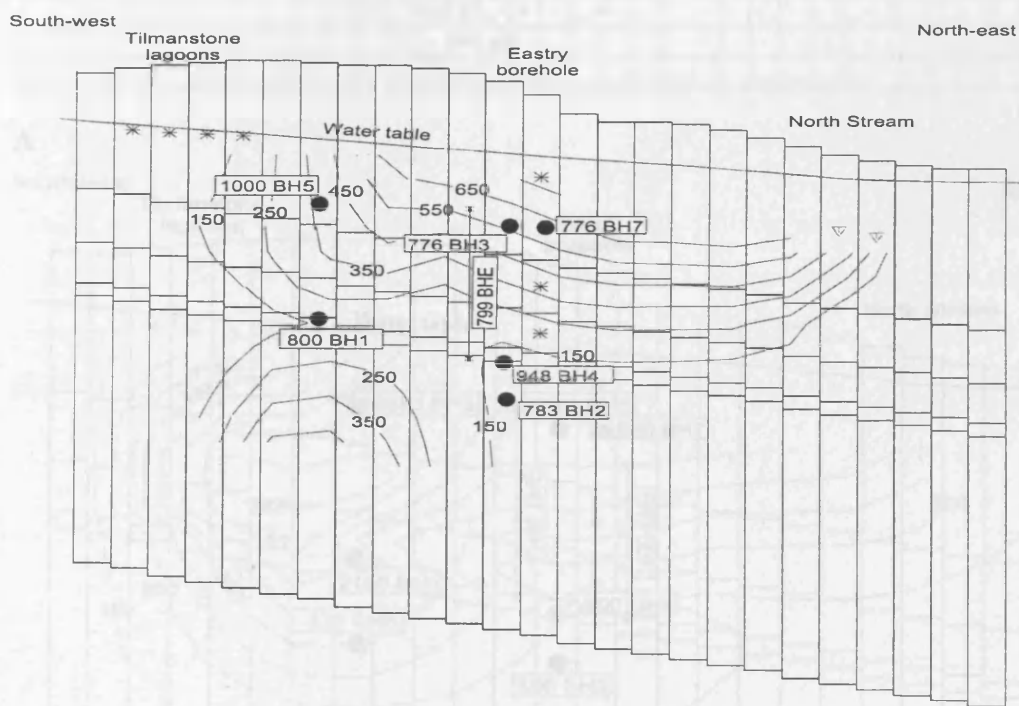 South-west
North-east
Tilmanstone
lagoons
Eastry
borehole
Water table
North Stream
1000 BH5
450
650
150
250
550
776 BH7
776 BH3
350
799 BHE
800 BH1
150
250
948 BH4
350
783 BH2
150